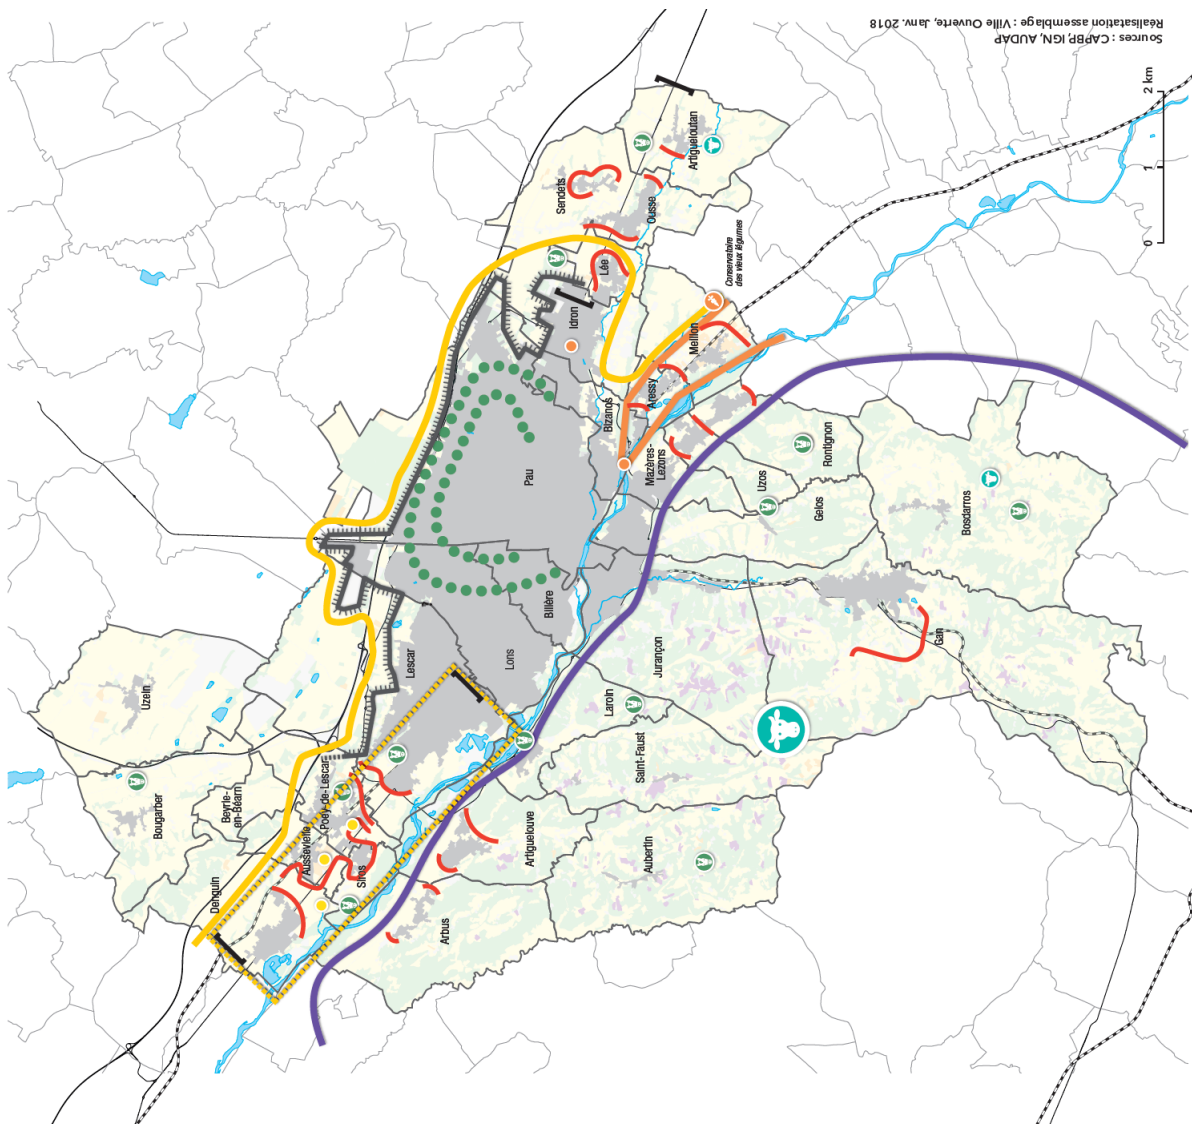 Sources : CAPBP, IGN, AUDAP
Réalisatation assemblage : Ville Ouverte, Janv. 2018
2 km
1
0
Artigueloutan
Sendets
Ousse
Lée
Idron
Conservatoire
des vieux légumes
Meillon
Aressy
Bizanos
Mazères-
Lezons
Rontignon
Uzos
Gelos
Bosdarros
Pau
Billère
Lons
Lescar
Jurançon
Gan
Laroin
Saint-Faust
Uzein
Bougarber
Beyrie-
en-Béarn
Poey-de-Lescar
Aussevielle
Siros
Denguin
Artiguelouve
Aubertin
Arbus